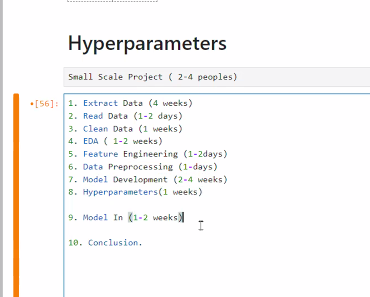 Hyperparameters
Small Scale Project ( 2-4 peoples)
[56]:
1. Extract Data (4 weeks)
2. Read Data (1-2 days)
3. Clean Data (1 weeks)
4. EDA ( 1-2 weeks)
5. Feature Engineering (1-2days)
6. Data Preprocessing (1-days)
7. Model Development (2-4 weeks)
8. Hyperparameters(1 weeks)
9. Model In (1-2 weeks)
10. Conclusion.